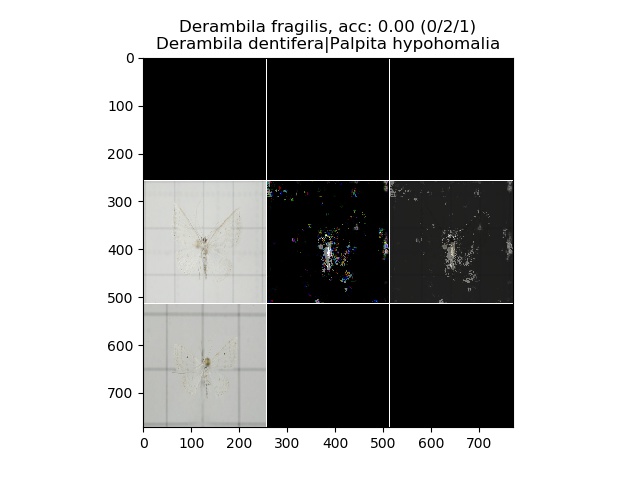 Derambila fragilis, acc: 0.00 (0/2/1)
Derambila dentifera|Palpita hypohomalia
0
100
200
300
400
500
600
700
0 100 200 300 400 500 600 700